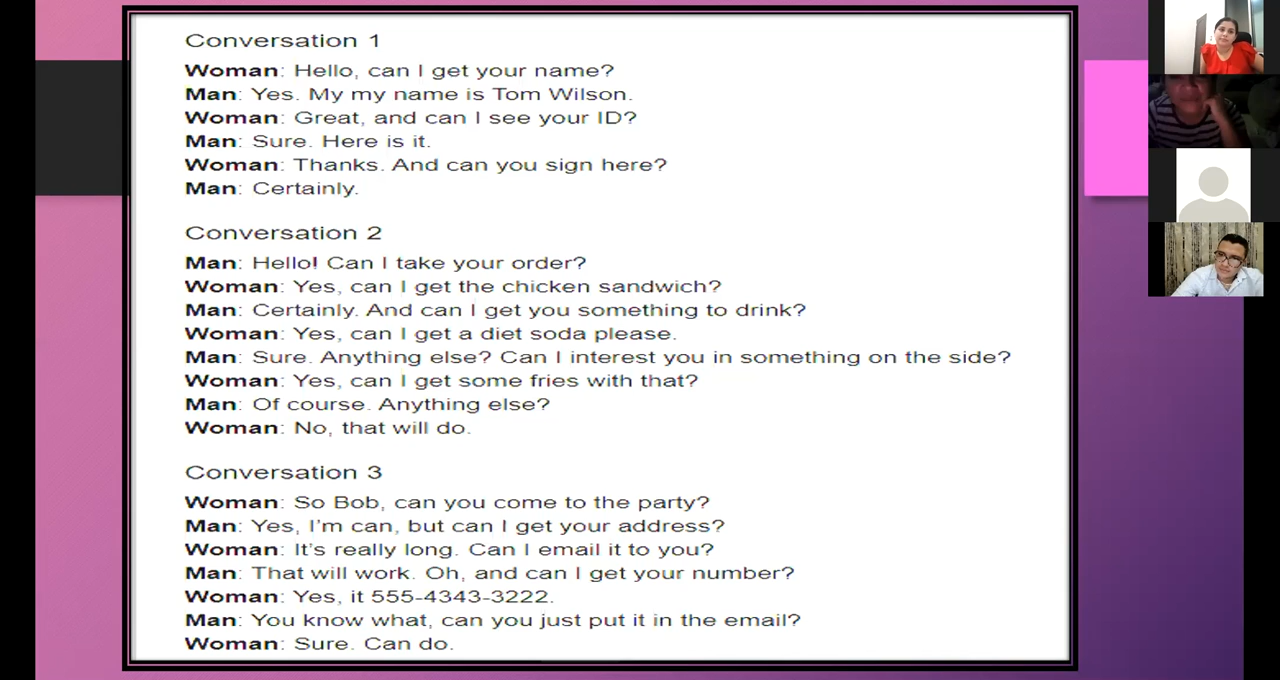 Conversation 1
Woman: Hello, can I get your name?
Man: Yes. My my name is Tom Wilson.
Woman: Great, and can I see your ID?
Man: Sure. Here is it.
Woman: Thanks. And can you sign here?
Man: Certainly.
Conversation 2
Man: Hello! Can I take your order?
Woman: Yes, can I get the chicken sandwich?
Man: Certainly. And can I get you something to drink?
Woman: Yes, can I get a diet soda please.
Man: Sure. Anything else? Can I interest you in something on the side?
Woman: Yes, can I get some fries with that?
Man: Of course. Anything else?
Woman: No, that will do.
Conversation 3
Woman: So Bob, can you come to the party?
Man: Yes, I’m can, but can I get your address?
Woman: It’s really long. Can I email it to you?
Man: That will work. Oh, and can I get your number?
Woman: Yes, it 555-4343-3222.
Man: You know what, can you just put it in the email?
Woman: Sure. Can do.